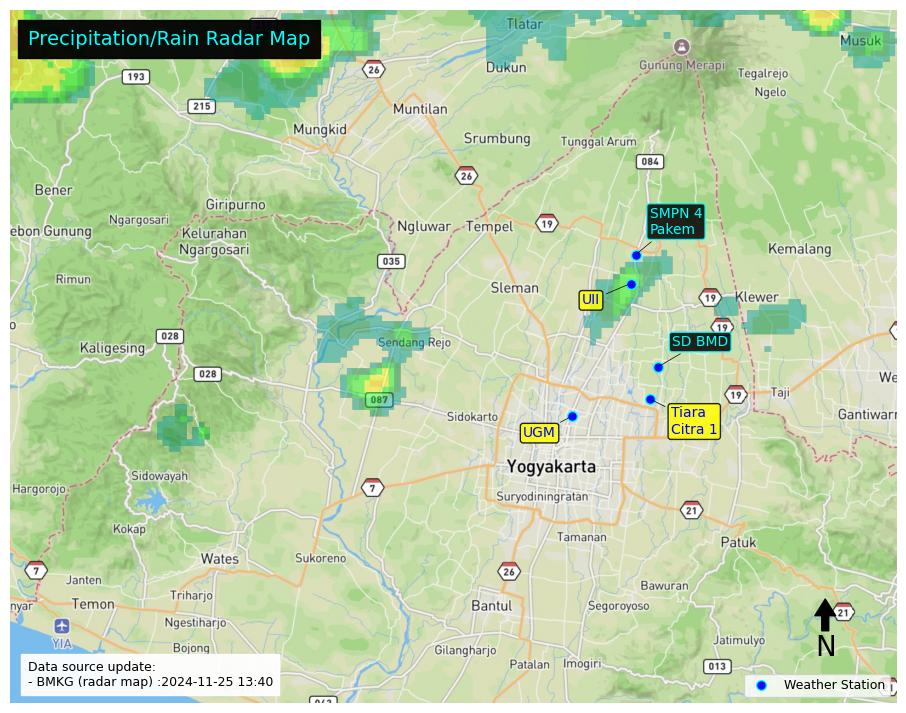 Precipitation/Rain Radar Map
Tlatar
Musuk
26
193
Dukun
Gunung Merapi
Tegalrejo
Ngelo
215
Muntilan
Mungkid
Srumbung
Tunggal Arum
084
26
Bener
Giripurno
SMPN 4
Pakem
Ngargosari
Ngluwar
Tempel
19
ebon Gunung
Kelurahan
Ngargosari
Kemalang
035
Rimun
Sleman
UII
19
Klewer
19
028
Sendang Rejo
SD BMD
Kaligesing
028
We
Taji
087
19
Sidokarto
Tiara
Citra 1
Gantiwarn
UGM
Yogyakarta
Sidowayah
Hargorojo
7
Suryodiningratan
21
Kokap
Tamanan
Patuk
Wates
Sukoreno
7
26
Janten
Bawuran
Triharjo
nyar
Temon
Bantul
Segoroyoso
21
Ngestiharjo
YIA
Bojong
Gilangharjo
Jatimulyo
N
Patalan
Imogiri
013
Data source update:
- BMKG (radar map) :2024-11-25 13:40
Weather Station